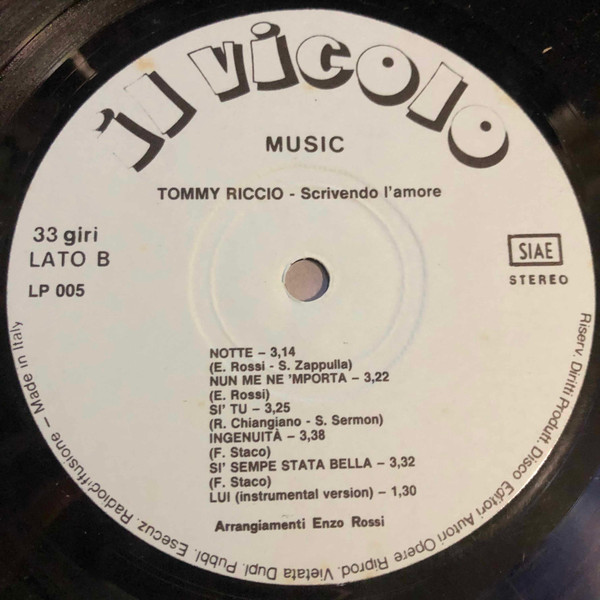 il vicolo
MUSIC
TOMMY RICCIO - Scrivendo l'amore
33 giri
LATO B
LP 005
SIAE
STEREO
NOTTE – 3,14
(E. Rossi - S. Zappulla)
NUN ME NE 'MPORTA – 3,22
(E. Rossi)
SI' TU – 3,25
(R. Chiangiano - S. Sermon)
INGENUITÀ – 3,38
(F. Staco)
SI' SEMPE STATA BELLA – 3,32
(F. Staco)
LUI (instrumental version) – 1,30
Arrangiamenti Enzo Rossi
Riserv. Diritti Produtt. Disco Editori Autori Opere Riprod. Vietata Dupl. Pubbl. Esecuz. Radiodiffusione – Made in Italy